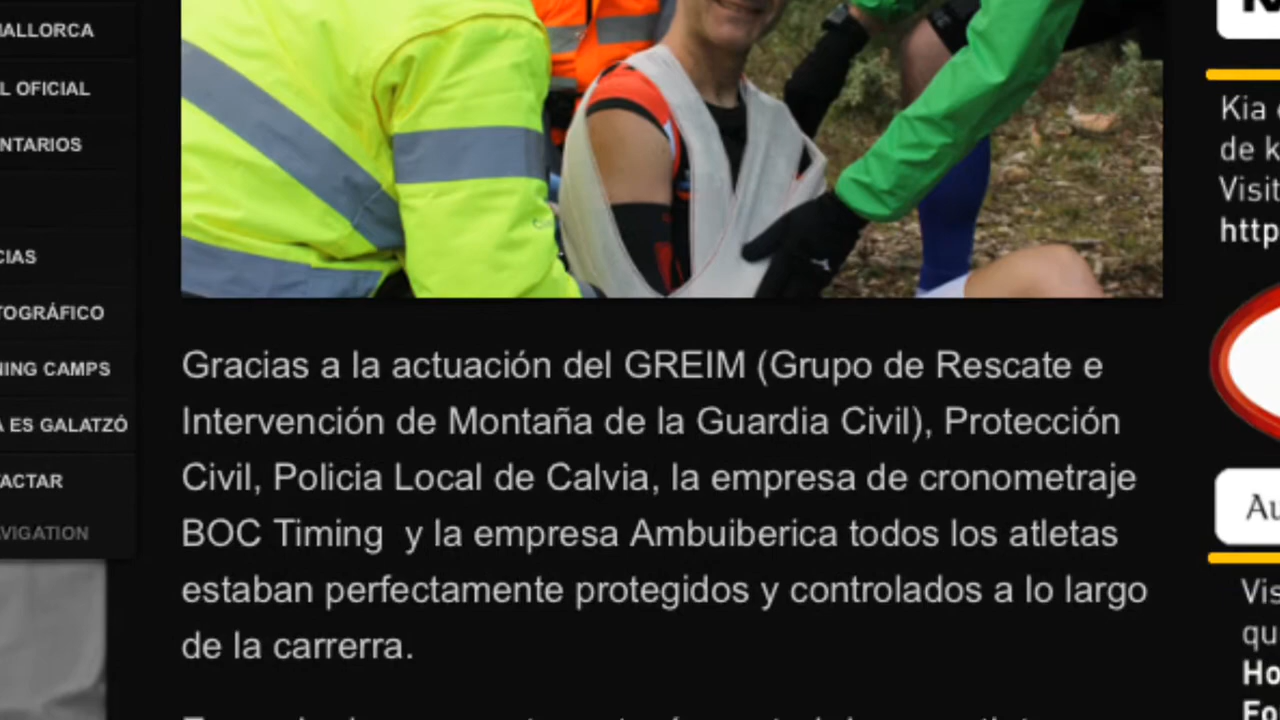 MALLORCA
L OFICIAL
NTARIOS
CIAS
TOGRÁFICO
NING CAMPS
A ES GALATZÓ
TACTAR
AVIGATION
Gracias a la actuación del GREIM (Grupo de Rescate e
Intervención de Montaña de la Guardia Civil), Protección
Civil, Policia Local de Calvia, la empresa de cronometraje
BOC Timing  y la empresa Ambuiberica todos los atletas
estaban perfectamente protegidos y controlados a lo largo
de la carrerra.
Kia
de k
Visit
http
Au
Vis
qu
Ho